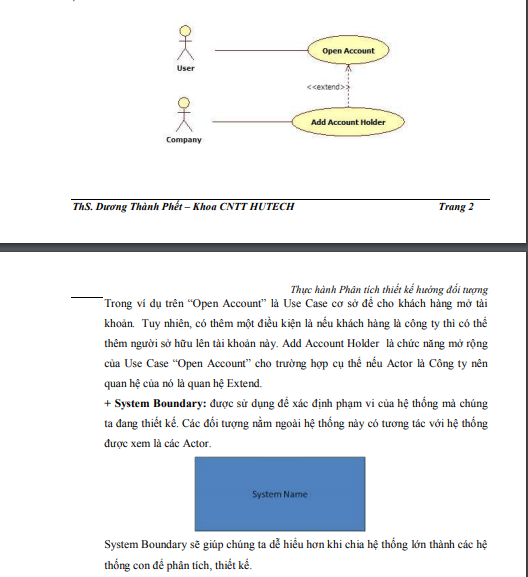 Open Account
User
<<extend>>
Add Account Holder
Company
ThS. Dương Thành Phết – Khoa CNTT HUTECH Trang 2
Thực hành Phân tích thiết kế hướng đối tượng
Trong ví dụ trên “Open Account” là Use Case cơ sở để cho khách hàng mở tài
khoản. Tuy nhiên, có thêm một điều kiện là nếu khách hàng là công ty thì có thể
thêm người sở hữu lên tài khoản này. Add Account Holder là chức năng mở rộng
của Use Case “Open Account” cho trường hợp cụ thể nếu Actor là Công ty nên
quan hệ của nó là quan hệ Extend.
+ System Boundary: được sử dụng để xác định phạm vi của hệ thống mà chúng
ta đang thiết kế. Các đối tượng nằm ngoài hệ thống này có tương tác với hệ thống
được xem là các Actor.
System Name
System Boundary sẽ giúp chúng ta dễ hiểu hơn khi chia hệ thống lớn thành các hệ
thống con để phân tích, thiết kế.